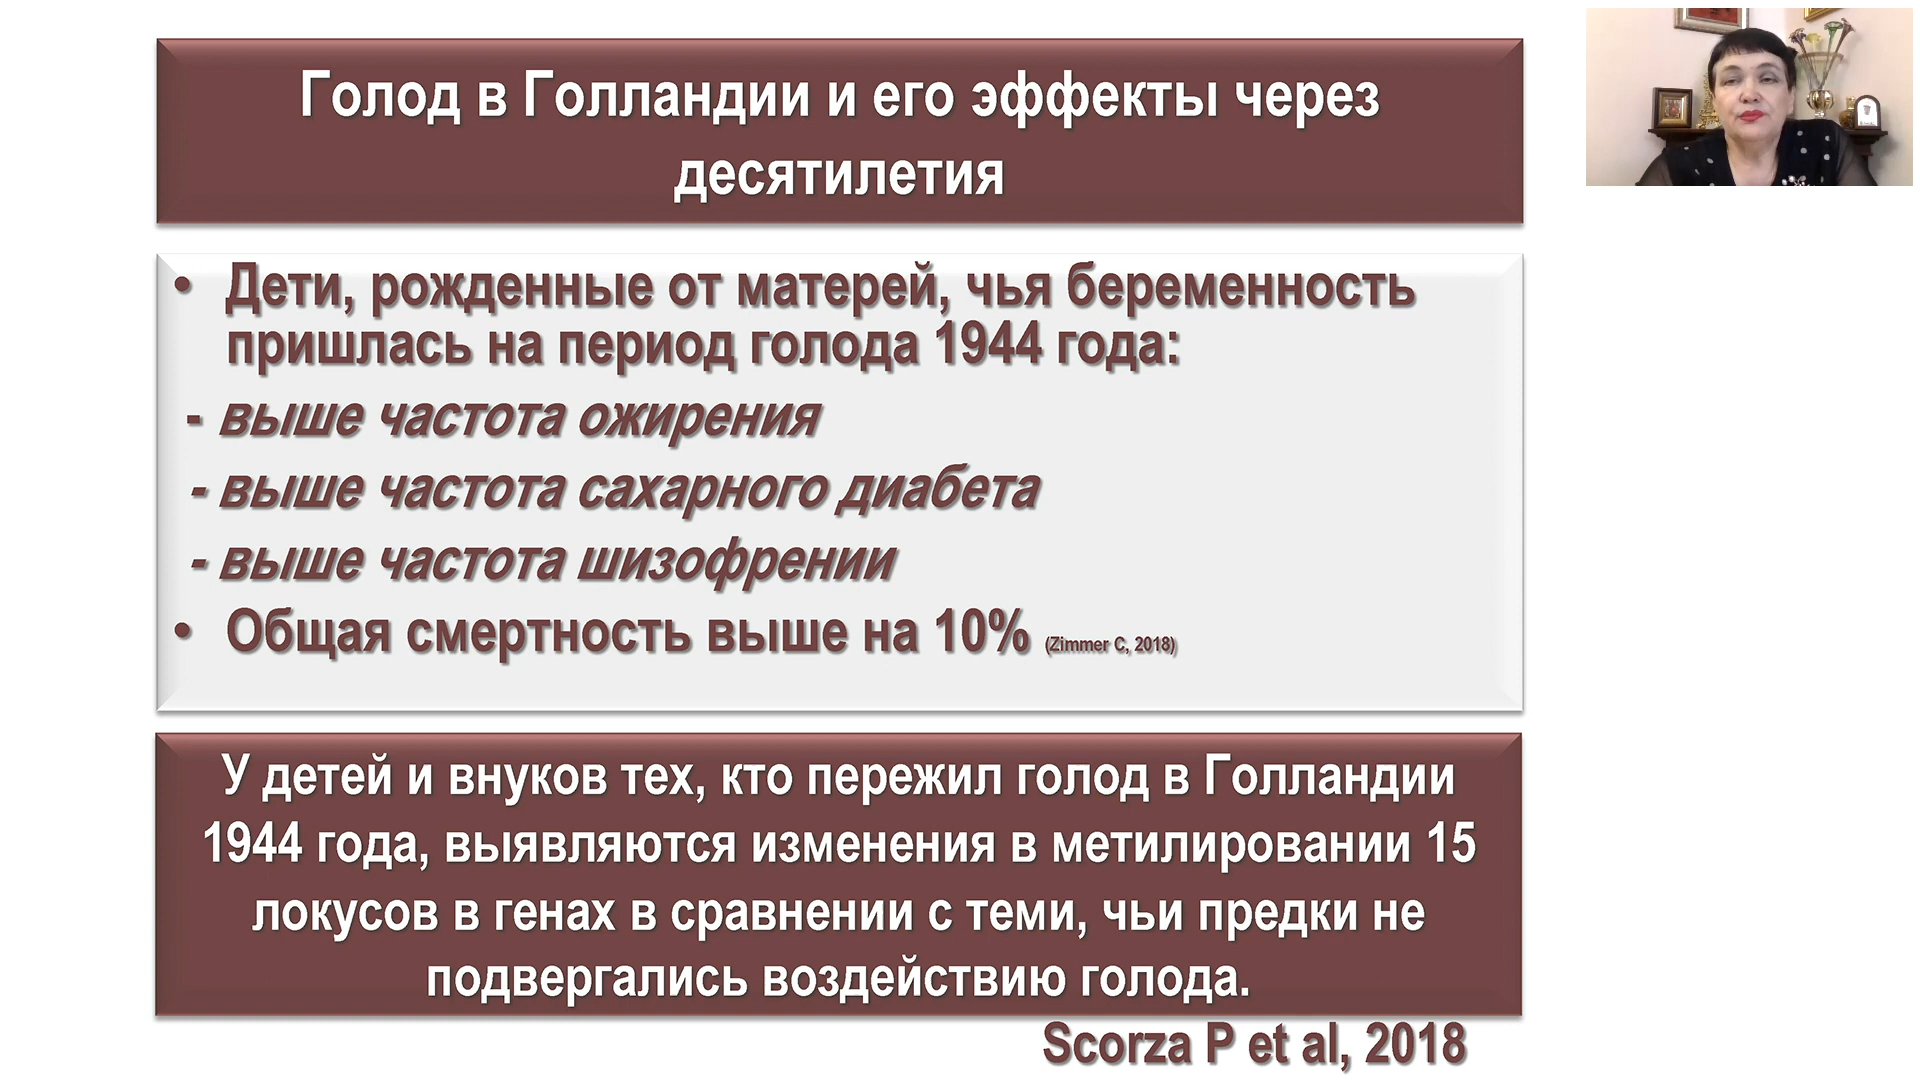 Голод в Голландии и его эффекты через
десятилетия
• Дети, рожденные от матерей, чья беременность
пришлась на период голода 1944 года:
- выше частота ожирения
- выше частота сахарного диабета
- выше частота шизофрении
• Общая смертность выше на 10% (Zimmer C, 2018)
У детей и внуков тех, кто пережил голод в Голландии
1944 года, выявляются изменения в метилировании 15
локусов в генах в сравнении с теми, чьи предки не
подвергались воздействию голода.
Scorza P et al, 2018